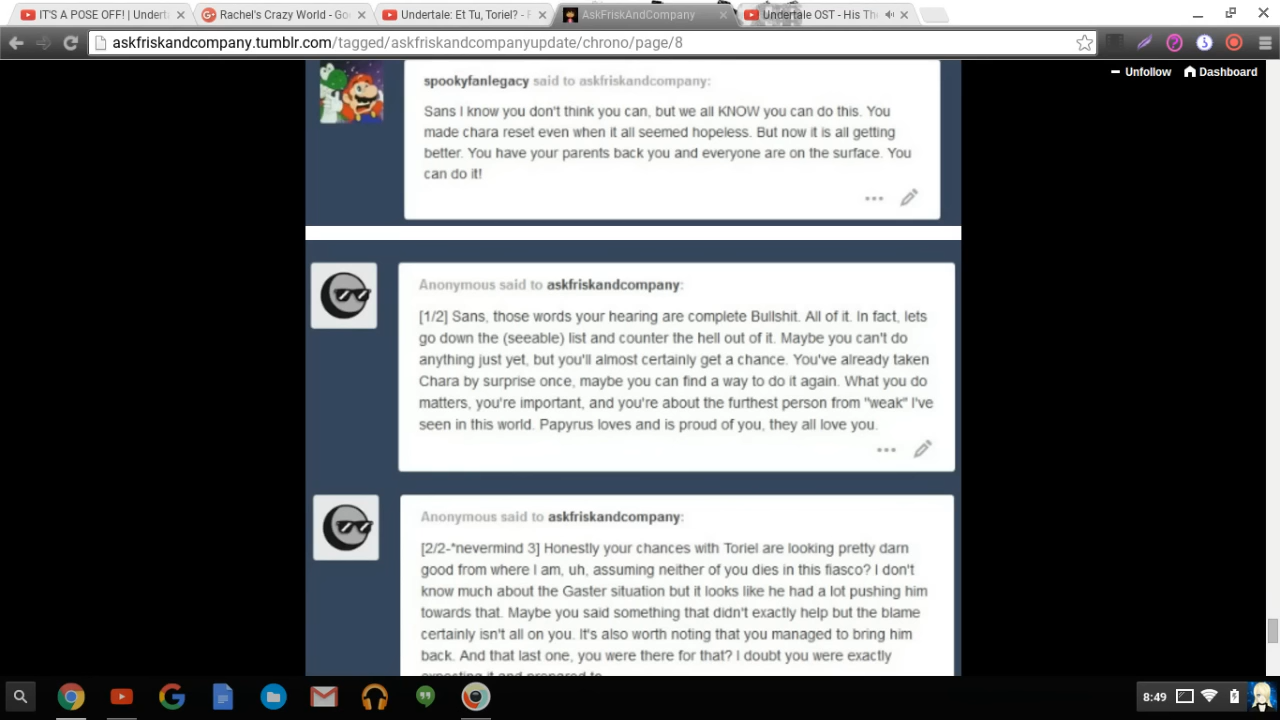 IT'S A POSE OFF! | Undert
Rachel's Crazy World - Go
Undertale: Et Tu, Toriel? - 
AskFriskAndCompany
Undertale OST - His Th
askfriskandcompany.tumblr.com/tagged/askfriskandcompanyupdate/chrono/page/8
Unfollow Dashboard
spookyfanlegacy said to askfriskandcompany:
Sans I know you don't think you can, but we all KNOW you can do this. You
made chara reset even when it all seemed hopeless. But now it is all getting
better. You have your parents back you and everyone are on the surface. You
can do it!
Anonymous said to askfriskandcompany:
[1/2] Sans, those words your hearing are complete Bullshit. All of it. In fact, lets
go down the (seeable) list and counter the hell out of it. Maybe you can't do
anything just yet, but you'll almost certainly get a chance. You've already taken
Chara by surprise once, maybe you can find a way to do it again. What you do
matters, you're important, and you're about the furthest person from "weak" I've
seen in this world. Papyrus loves and is proud of you, they all love you.
Anonymous said to askfriskandcompany:
[2/2-*nevermind 3] Honestly your chances with Toriel are looking pretty darn
good from where I am, uh, assuming neither of you dies in this fiasco? I don't
know much about the Gaster situation but it looks like he had a lot pushing him
towards that. Maybe you said something that didn't exactly help but the blame
certainly isn't all on you. It's also worth noting that you managed to bring him
back. And that last one, you were there for that? I doubt you were exactly
expecting it and prepared to
8:49